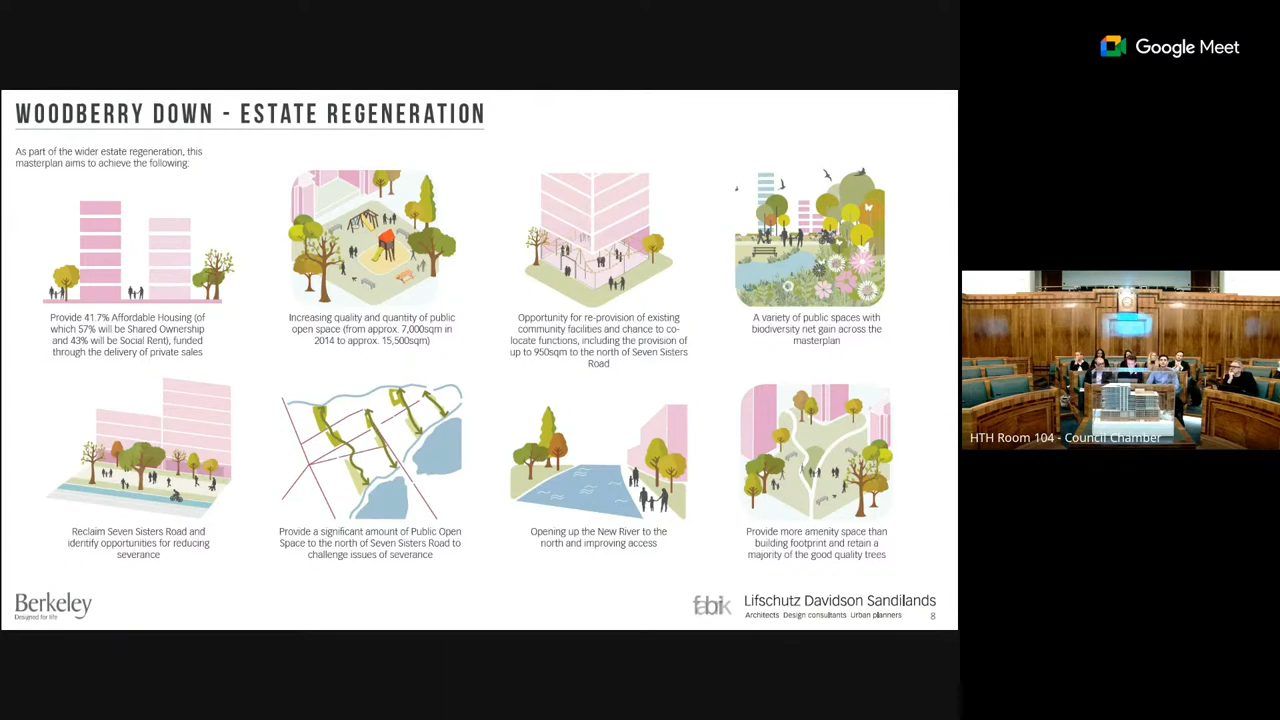 Google Meet
WOODBERRY DOWN - ESTATE REGENERATION
As part of the wider estate regeneration, this
masterplan aims to achieve the following:
Provide 41.7% Affordable Housing (of
which 57% will be Shared Ownership
and 43% will be Social Rent), funded
through the delivery of private sales
Increasing quality and quantity of public
open space (from approx. 7,000sqm in
2014 to approx. 15,500sqm)
Opportunity for re-provision of existing
community facilities and chance to co-
locate functions, including the provision of
up to 950sqm to the north of Seven Sisters
Road
A variety of public spaces with
biodiversity net gain across the
masterplan
Reclaim Seven Sisters Road and
identify opportunities for reducing
severance
Provide a significant amount of Public Open
Space to the north of Seven Sisters Road to
challenge issues of severance
Opening up the New River to the
north and improving access
Provide more amenity space than
building footprint and retain a
majority of the good quality trees
Berkeley
Designed for life
fabik
Lifschutz Davidson Sandilands
Architects Design consultants Urban planners
8
HTH Room 104 - Council Chamber